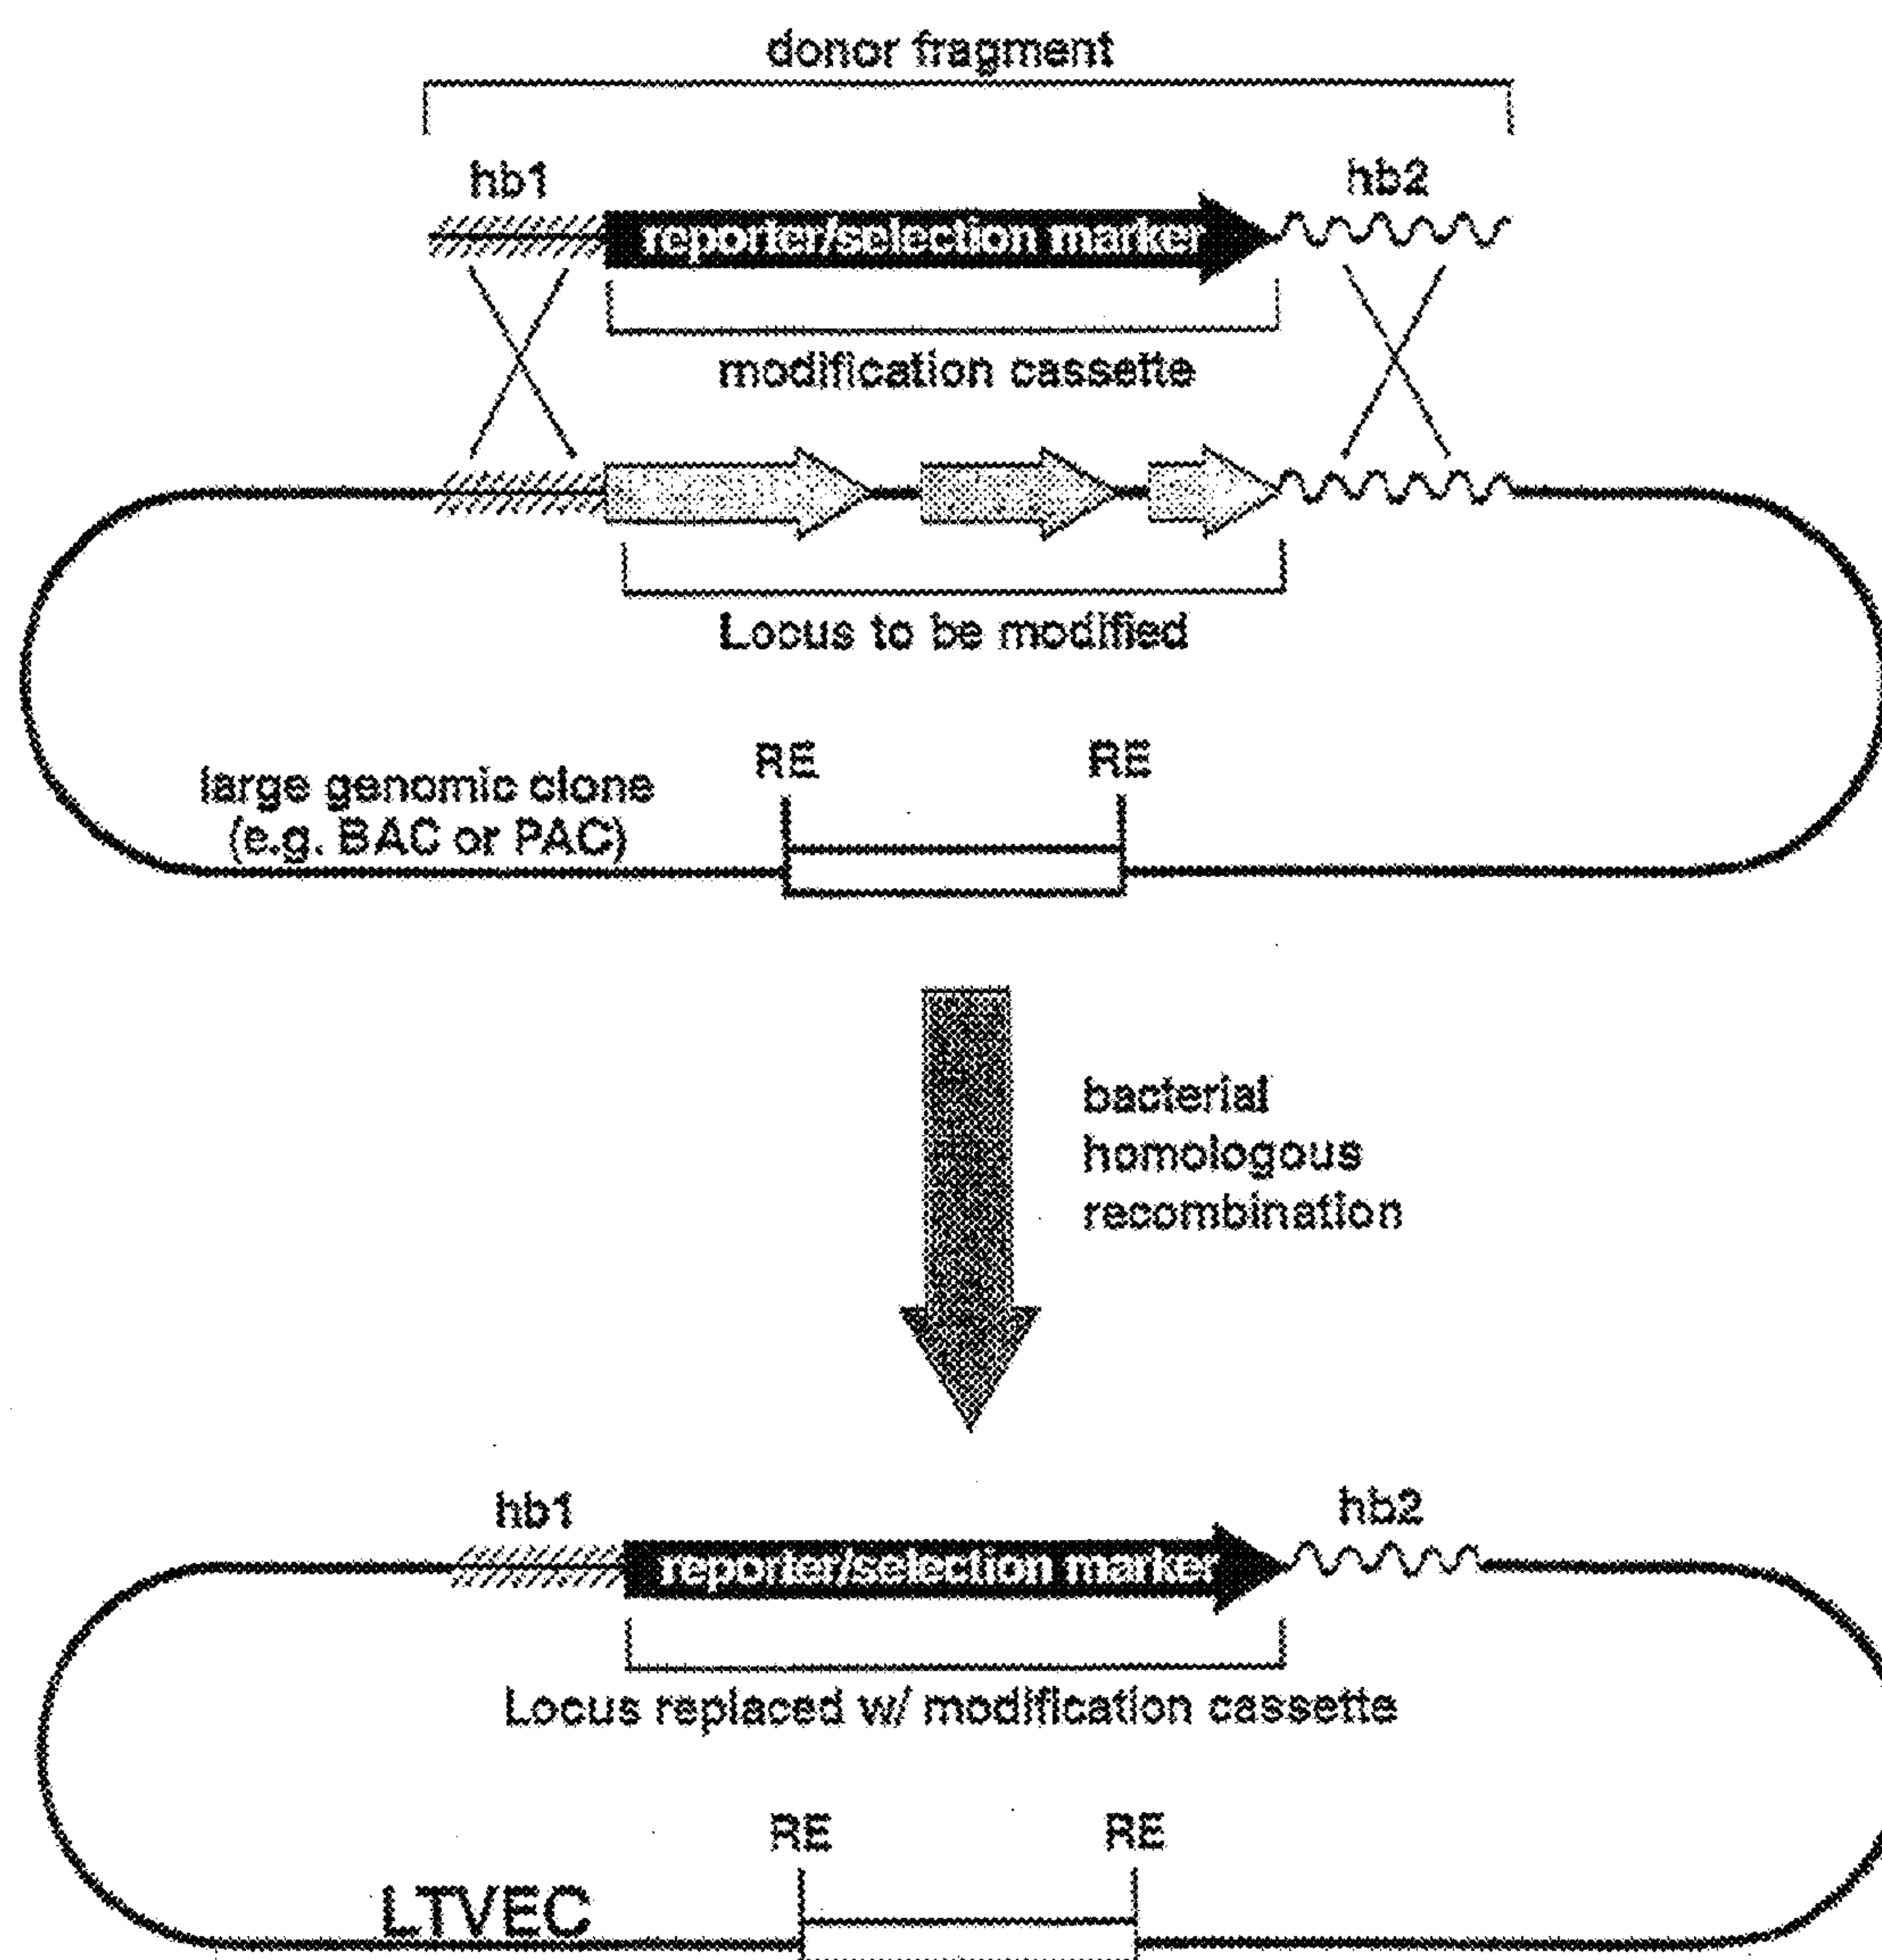 donor fragment
hb1
hb2
reporter/selection marker
modification cassette
Locus to be modified
RE
RE
large genomic clone
(e.g. BAC or PAC)
bacterial
homologous
recombination
hb1
hb2
reporter/selection marker
Locus replaced w/ modification cassette
RE
RE
LTVEC